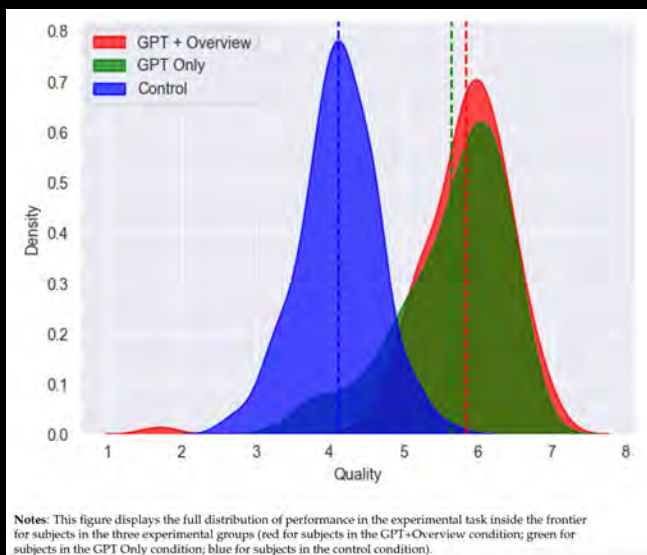 0.8
0.7
0.6
0.5
0.4
0.3
0.2
0.1
0.0
Density
GPT + Overview
GPT Only
Control
1 2 3 4 5 6 7 8
Quality
Notes: This figure displays the full distribution of performance in the experimental task inside the frontier
for subjects in the three experimental groups (red for subjects in the GPT+Overview condition; green for
subjects in the GPT Only condition; blue for subjects in the control condition).